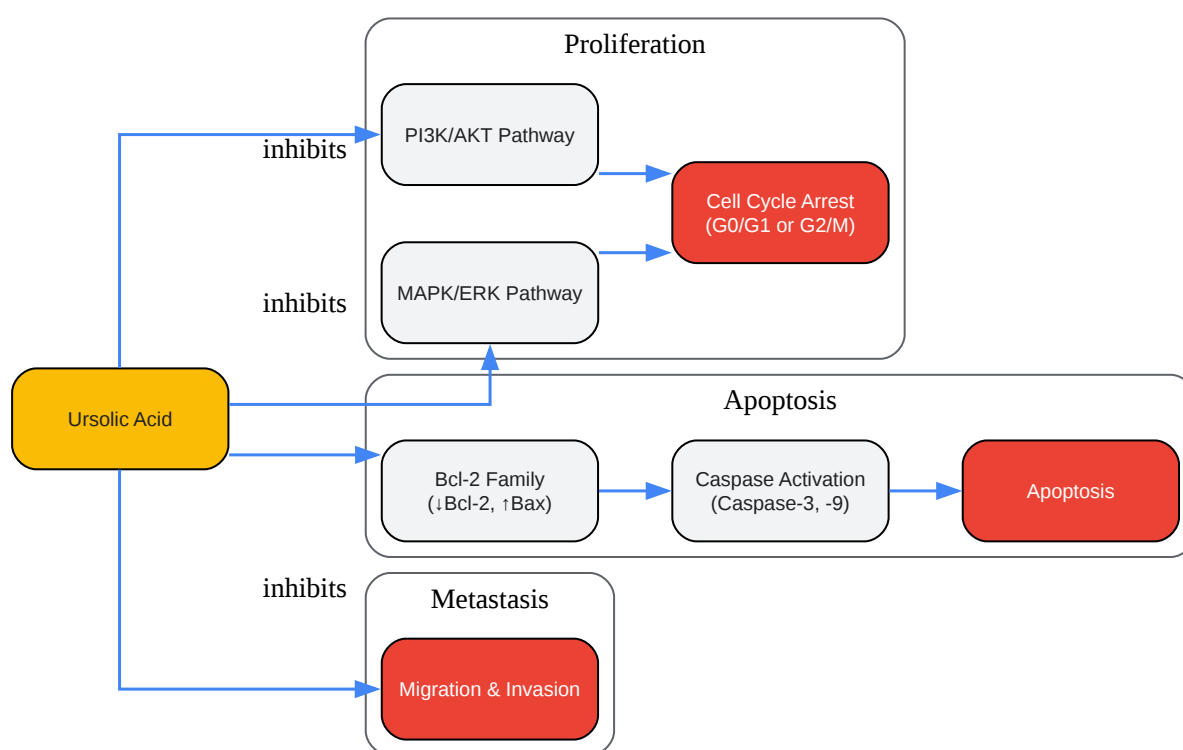 Proliferation
PI3K/AKT Pathway
inhibits
Cell Cycle Arrest
(G0/G1 or G2/M)
MAPK/ERK Pathway
inhibits
Ursolic Acid
Apoptosis
Bcl-2 Family
(↓Bcl-2, ↑Bax)
Caspase Activation
(Caspase-3, -9)
Apoptosis
inhibits
Metastasis
Migration & Invasion